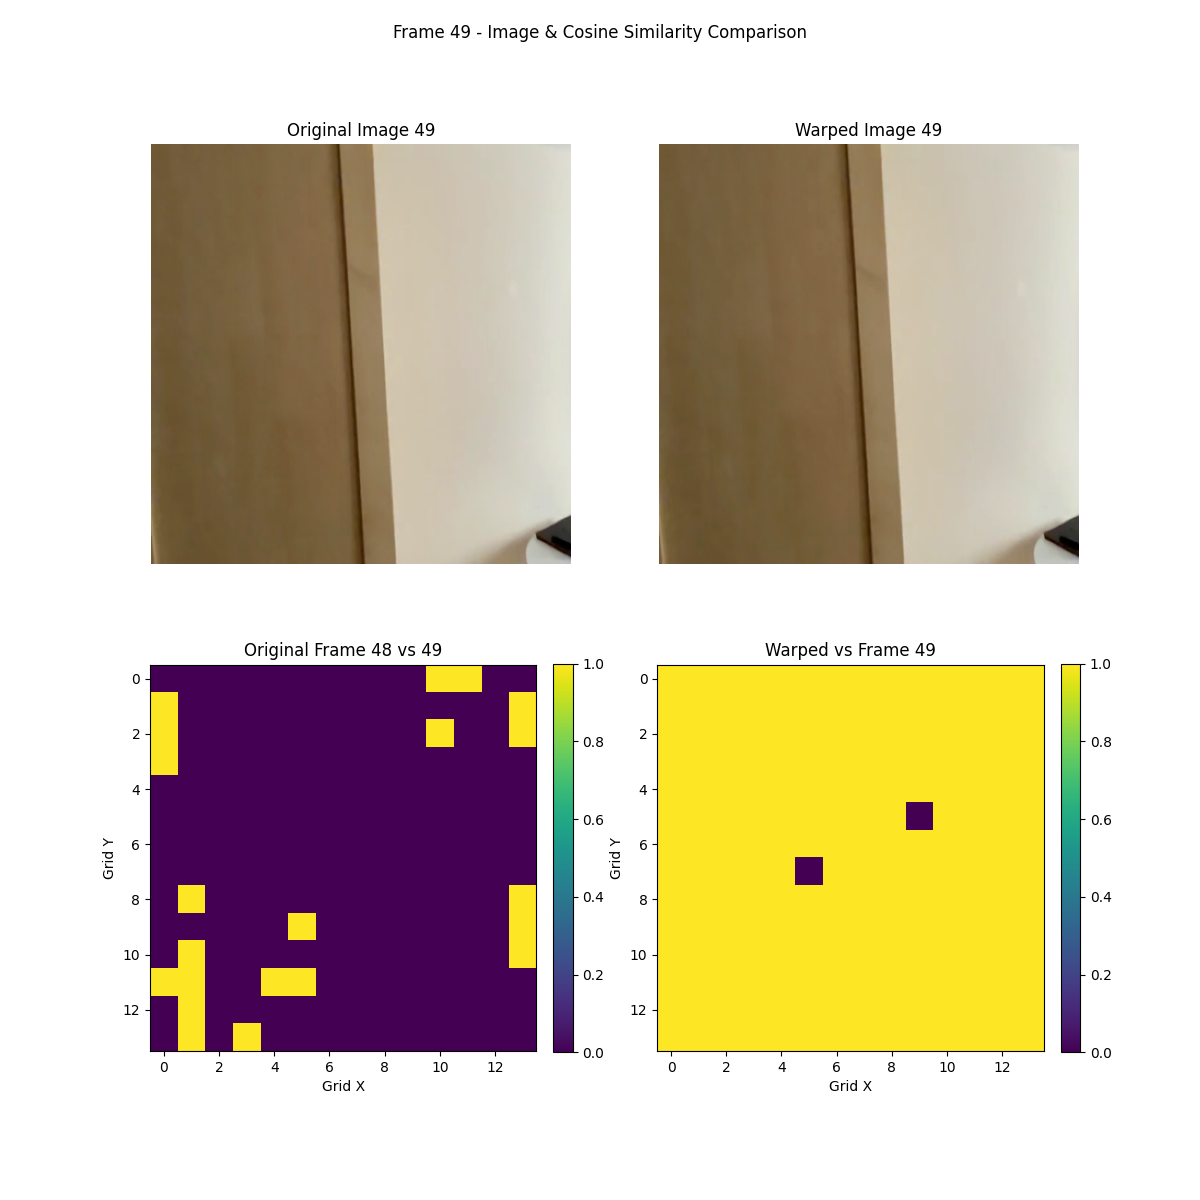 Frame 49 - Image & Cosine Similarity Comparison
Original Image 49
Warped Image 49
Original Frame 48 vs 49
Warped vs Frame 49
0
2
4
6
8
10
12
Grid Y
0 2 4 6 8 10 12
Grid X
1.0
0.8
0.6
0.4
0.2
0.0
0
2
4
6
8
10
12
Grid Y
0 2 4 6 8 10 12
Grid X
1.0
0.8
0.6
0.4
0.2
0.0